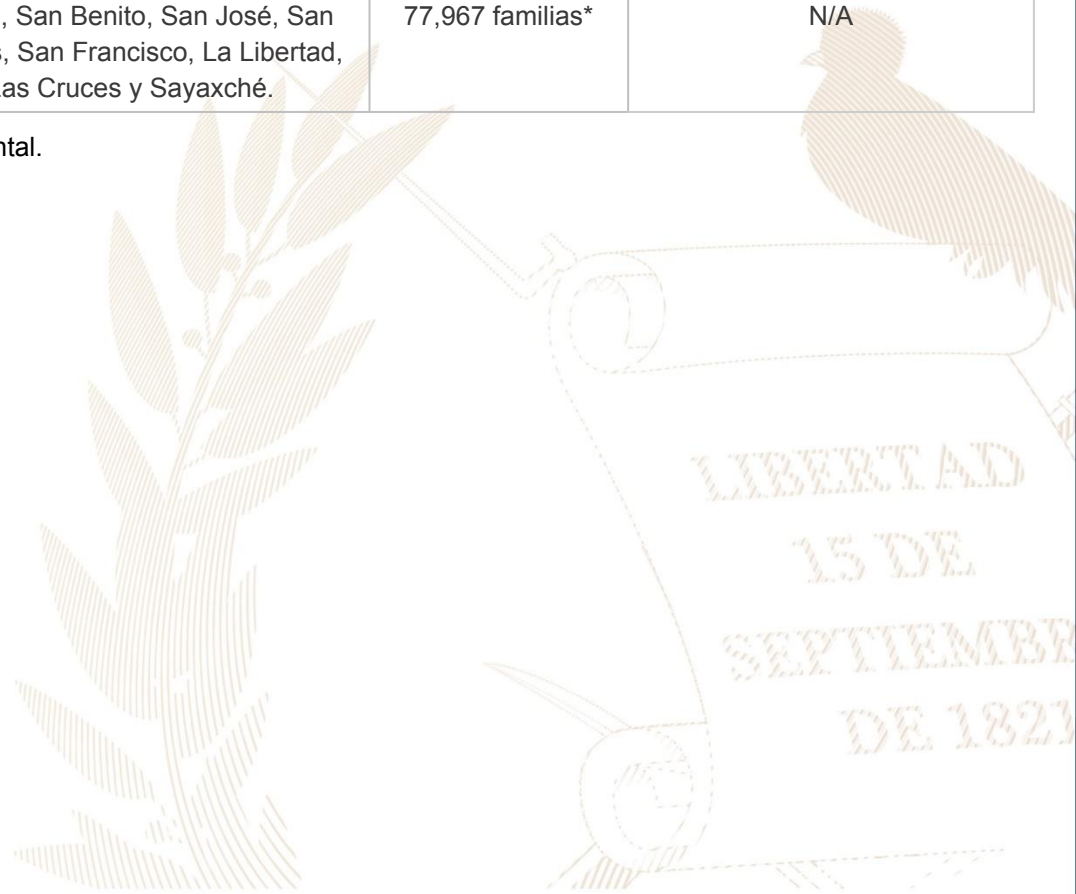 , San Benito, San José, San
, San Francisco, La Libertad,
as Cruces y Sayaxché.
77,967 familias*
N/A
ntal.
LIBERTAD
15 DE
SEPTIEMBR
DE 1821